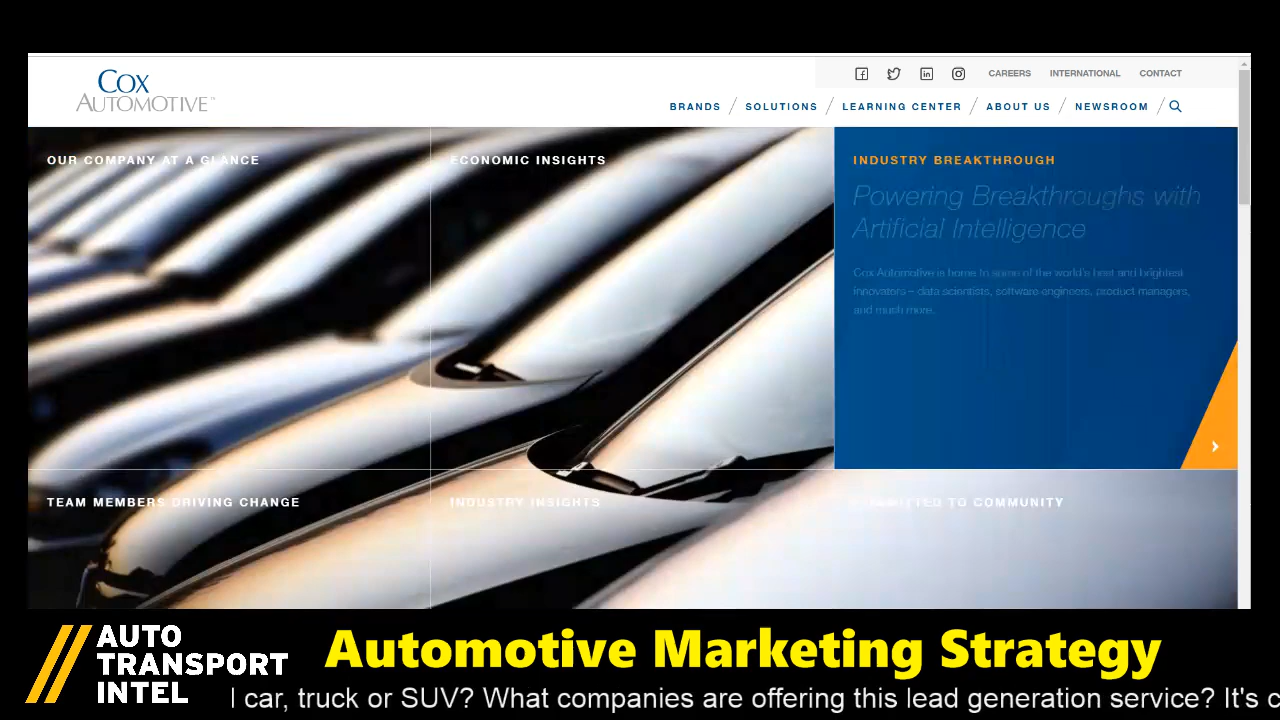 COX
AUTOMOTIVE™
CAREERS INTERNATIONAL CONTACT
BRANDS / SOLUTIONS / LEARNING CENTER / ABOUT US / NEWSROOM /
OUR COMPANY AT A GLANCE
ECONOMIC INSIGHTS
INDUSTRY BREAKTHROUGH
Powering Breakthroughs with
Artificial Intelligence
Cox Automotive is home to some of the world's best and brightest
innovators – data scientists, software engineers, product managers,
and much more.
TEAM MEMBERS DRIVING CHANGE
INDUSTRY INSIGHTS
COMMITTED TO COMMUNITY
AUTO
TRANSPORT
INTEL
Automotive Marketing Strategy
car, truck or SUV? What companies are offering this lead generation service? It's